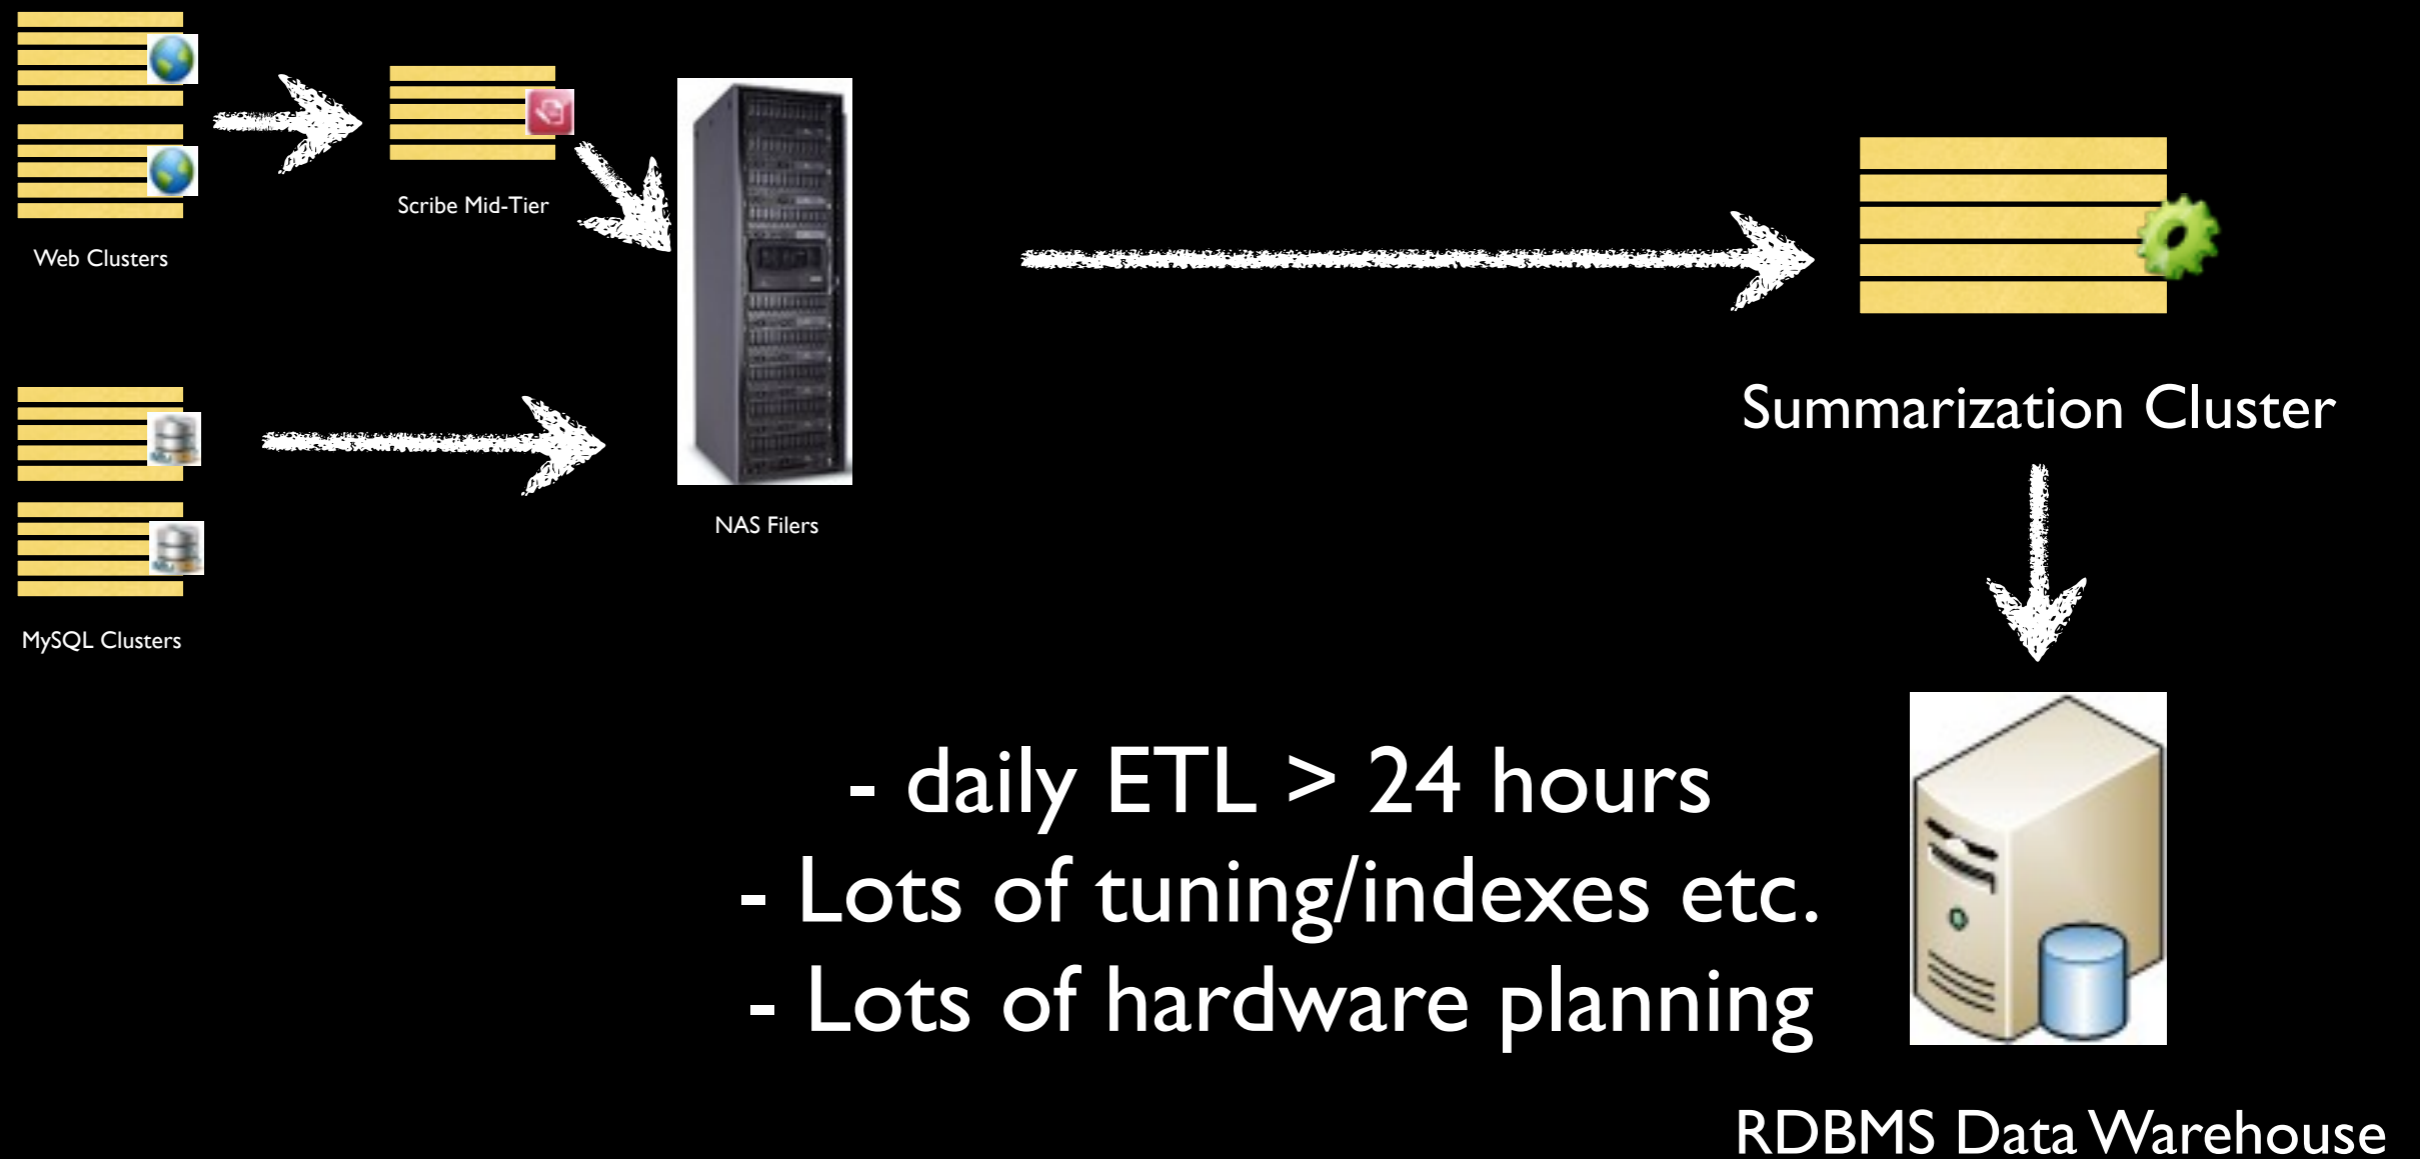 Scribe Mid-Tier
Web Clusters
Summarization Cluster
NAS Filers
MySQL Clusters
- daily ETL > 24 hours
- Lots of tuning/indexes etc.
- Lots of hardware planning
RDBMS Data Warehouse